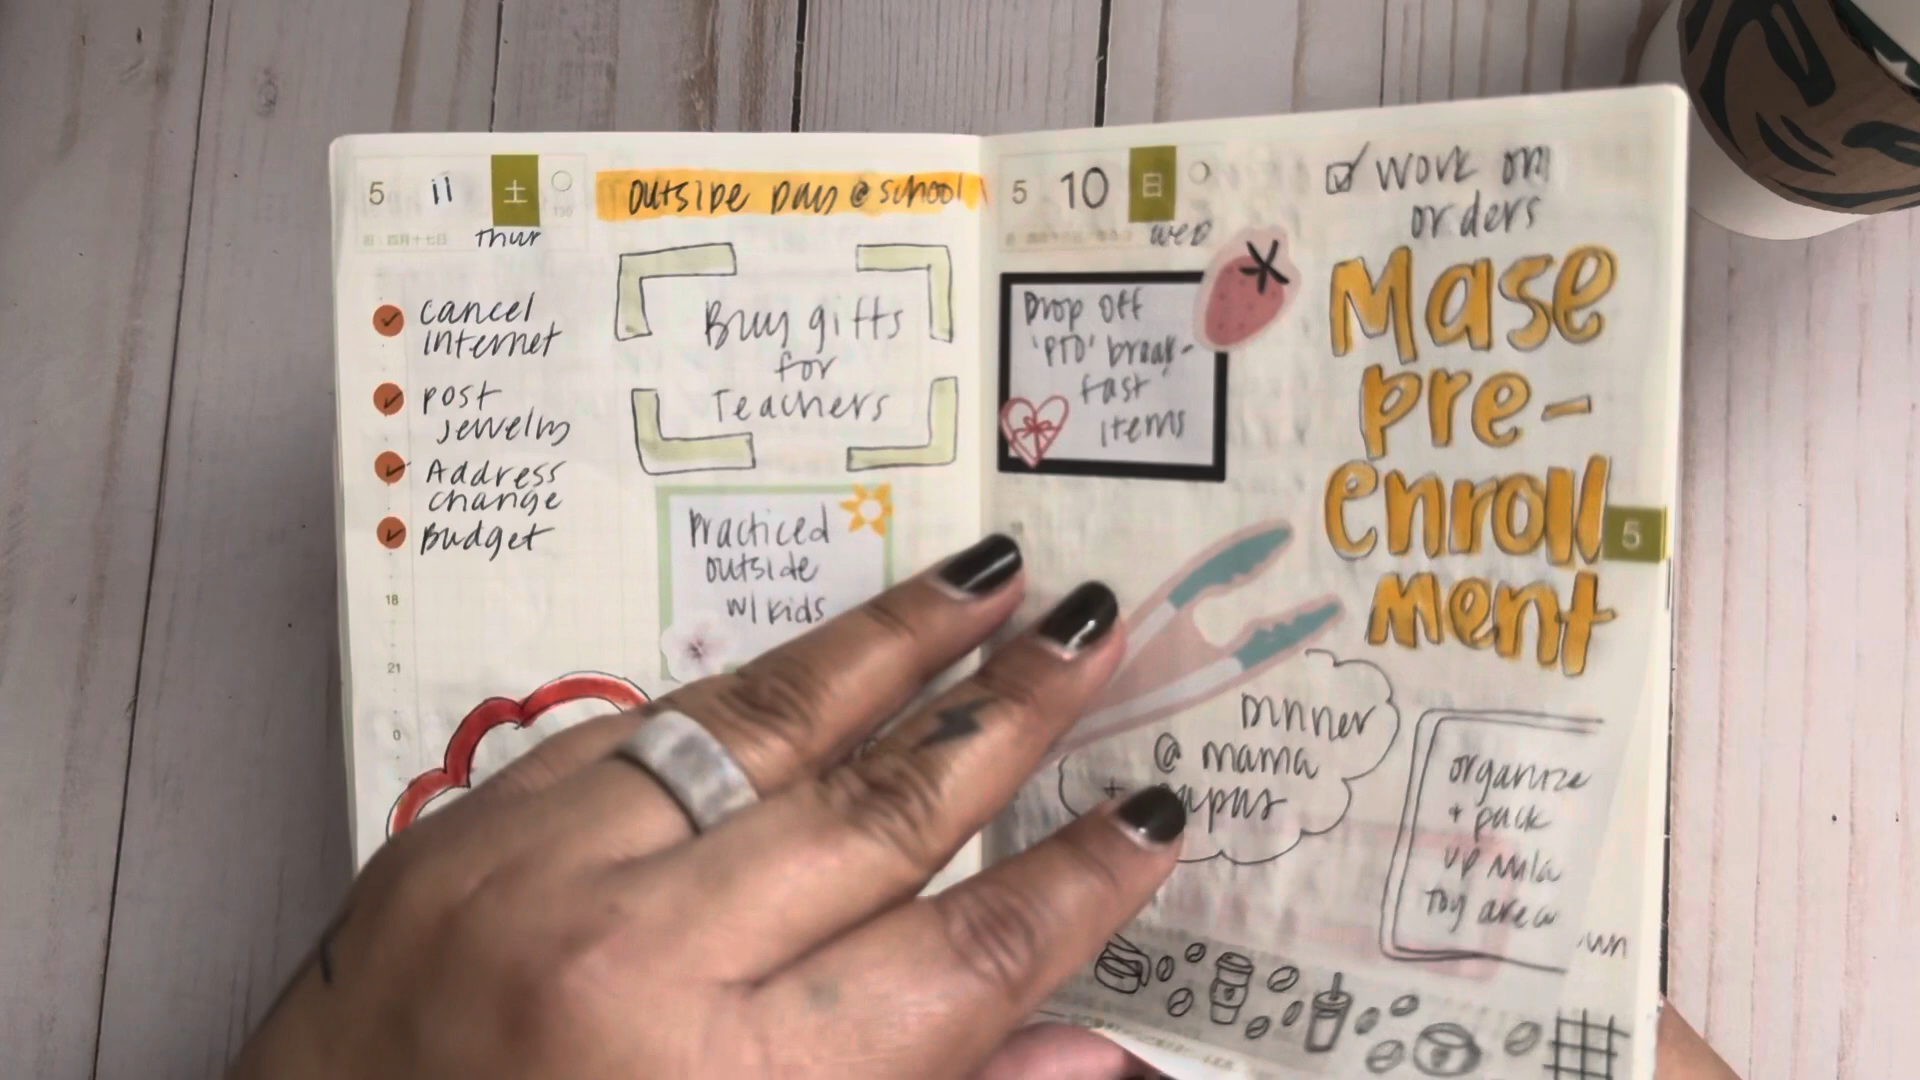 5 11 土
Thur
outside Day @ school
cancel
internet
post
jewelry
Address
change
Budget
18
21
0
Buy gifts
for
Teachers
Practiced
outside
w/ kids
5 10 日
wed
Drop off
'PTO' break-
fast
items
work on
orders
Mase
pre-
enroll
ment
5
Dinner
@ mama
+
organize
+ pack
up mila
toy area